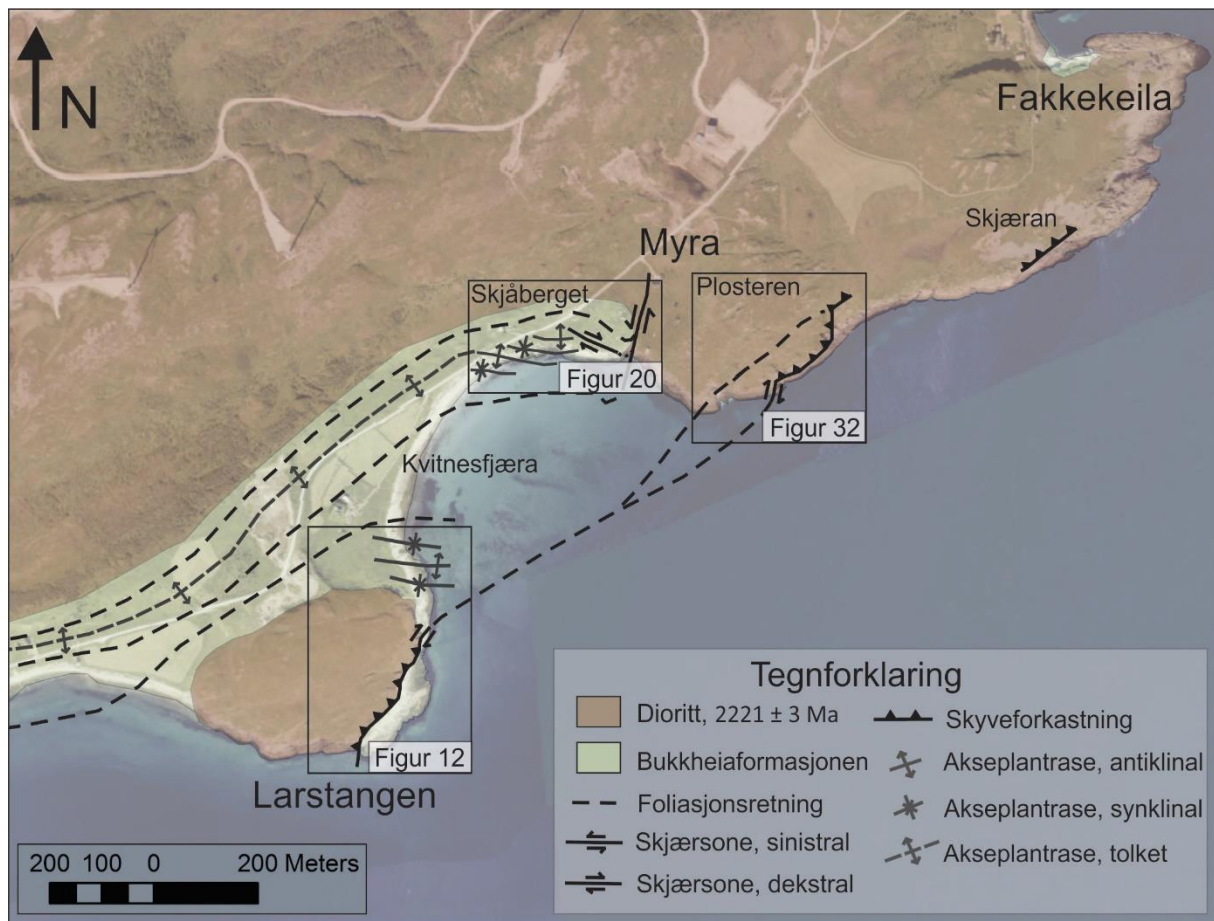 N
Fakkekeila
Skjæran
Myra
Skjåberget
Plosteren
Figur 20
Figur 32
Kvitnesfjæra
Figur 12
Larstangen
Tegnforklaring
Dioritt, 2221 ± 3 Ma
Bukkheiaformasjonen
Foliasjonsretning
Skjærsone, sinistral
Skjærsone, dekstral
Skyveforkastning
Akseplantrase, antiklinal
Akseplantrase, synklinal
Akseplantrase, tolket
200 100 0 200 Meters